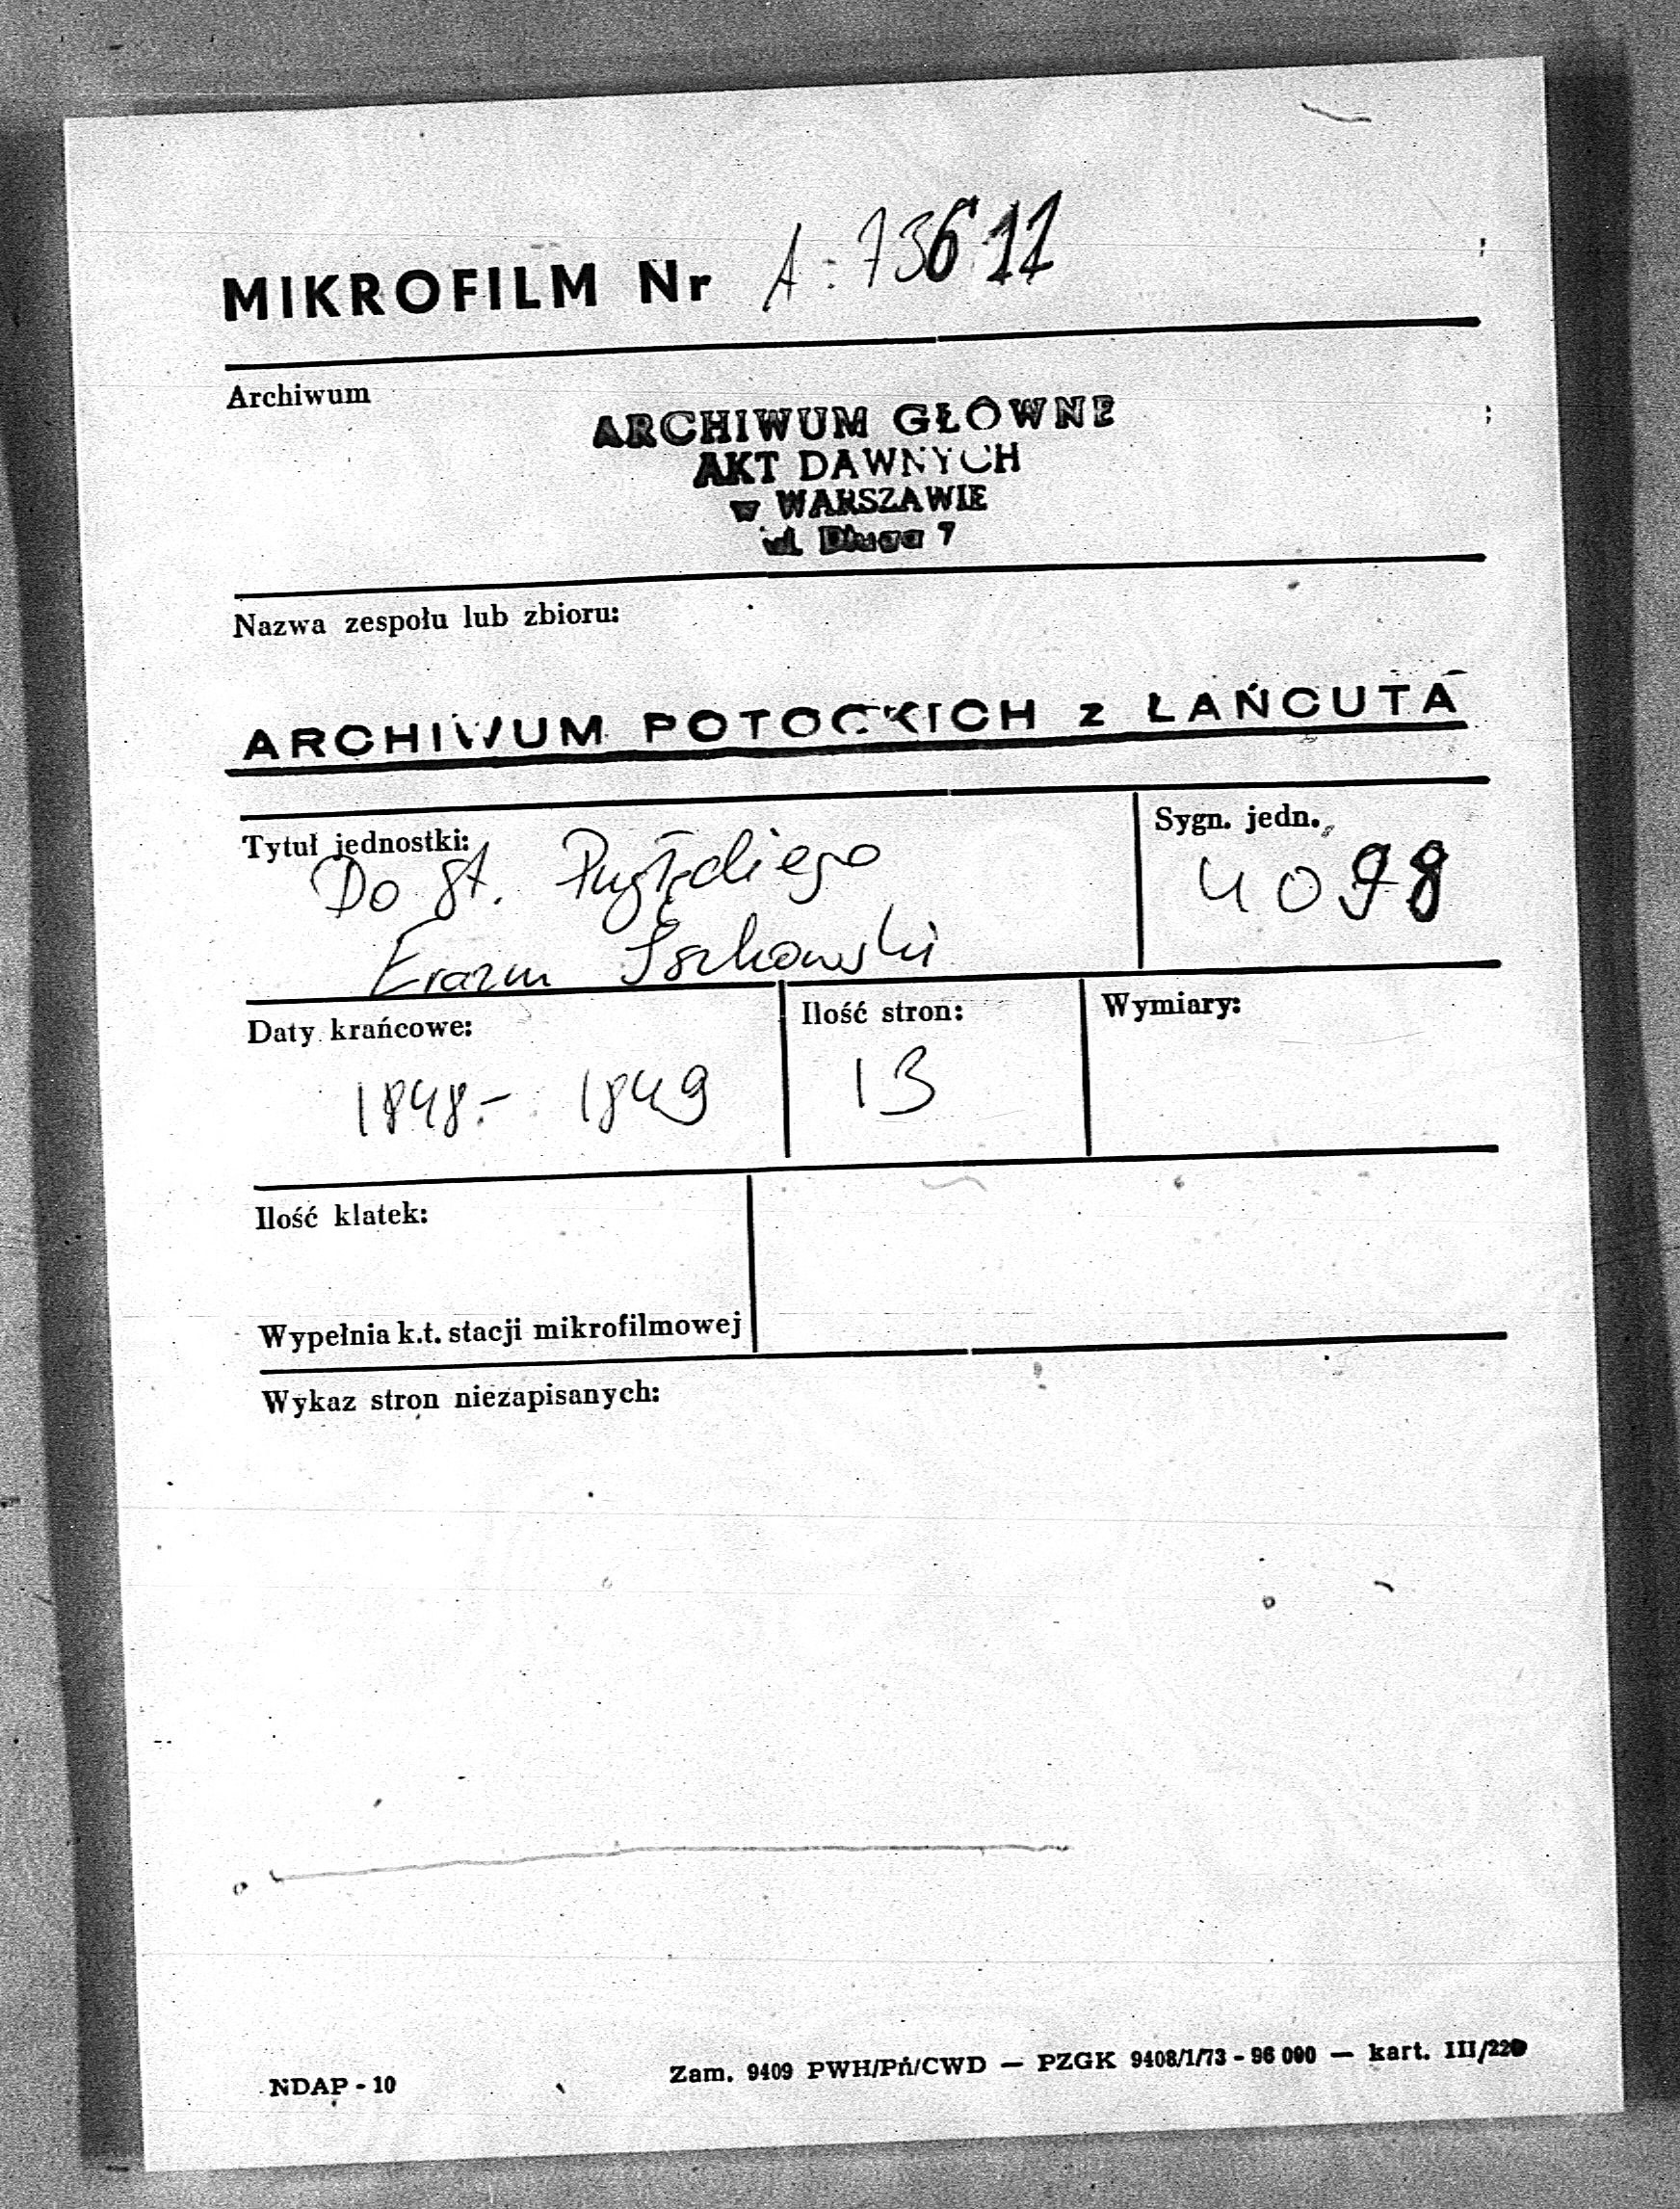 MIKROFILM Nr A-73611
Archiwum
ARCHIWUM GŁÓWNE
AKT DAWNYCH
w WARSZAWIE
ul. Długa 7
Nazwa zespołu lub zbioru:
ARCHIWUM POTOCKICH z ŁAŃCUTA
Tytuł jednostki:
Do St.
Erazm
Sygn. jedn.
4098
Daty krańcowe:
1848.- 1849
Ilość stron:
13
Wymiary:
Ilość klatek:
Wypełnia k.t. stacji mikrofilmowej
Wykaz stron niezapisanych:
NDAP - 10
Zam. 9409 PWH/Pń/CWD — PZGK 9408/1/73 - 96 000 — kart. III/220